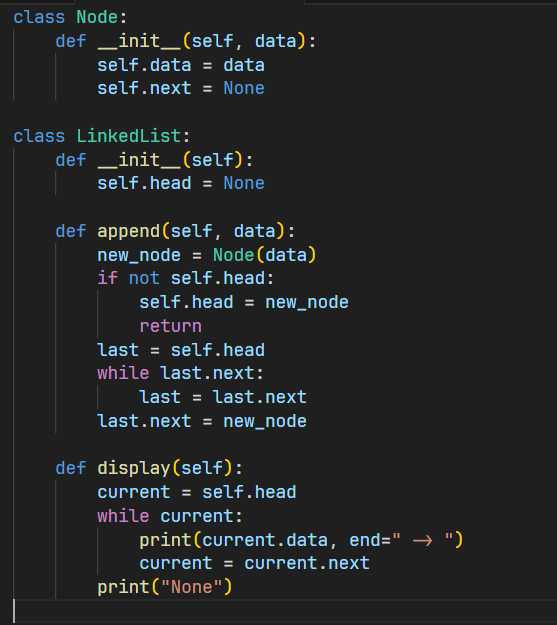 class Node:
    def __init__(self, data):
        self.data = data
        self.next = None

class LinkedList:
    def __init__(self):
        self.head = None

    def append(self, data):
        new_node = Node(data)
        if not self.head:
            self.head = new_node
            return
        last = self.head
        while last.next:
            last = last.next
        last.next = new_node

    def display(self):
        current = self.head
        while current:
            print(current.data, end=" -> ")
            current = current.next
        print("None")